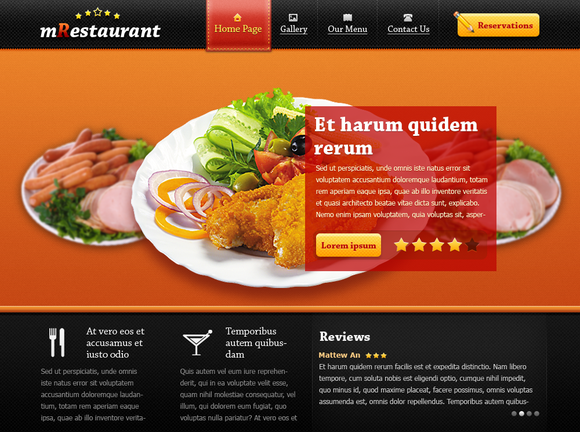 mRestaurant
Home Page
Gallery
Our Menu
Contact Us
Reservations
Et harum quidem
rerum
Sed ut perspiciatis, unde omnis iste natus error sit
voluptatem accusantium doloremque laudantium, totam
rem aperiam eaque ipsa, quae ab illo inventore veritatis
et quasi architecto beatae vitae dicta sunt, explicabo.
Nemo enim ipsam voluptatem, quia voluptas sit, asper-
Lorem ipsum
At vero eos et
accusamus et
iusto odio
Sed ut perspiciatis, unde omnis
iste natus error sit voluptatem
accusantium doloremque laudan-
tium, totam rem aperiam eaque
ipsa, quae ab illo inventore verita-
Temporibus
autem quibus-
dam
Quis autem vel eum iure reprehen-
derit, qui in ea voluptate velit esse,
quam nihil molestiae consequatur, vel
illum, qui dolorem eum fugiat, quo
voluptas nulla pariatur? At vero eos et
Reviews
Mattew An
Et harum quidem rerum facilis est et expedita distinctio. Nam libero
tempore, cum soluta nobis est eligendi optio, cumque nihil impedit,
quo minus id, quod maxime placeat, facere possimus, omnis voluptas
assumenda est, omnis dolor repellendus. Temporibus autem quibus-